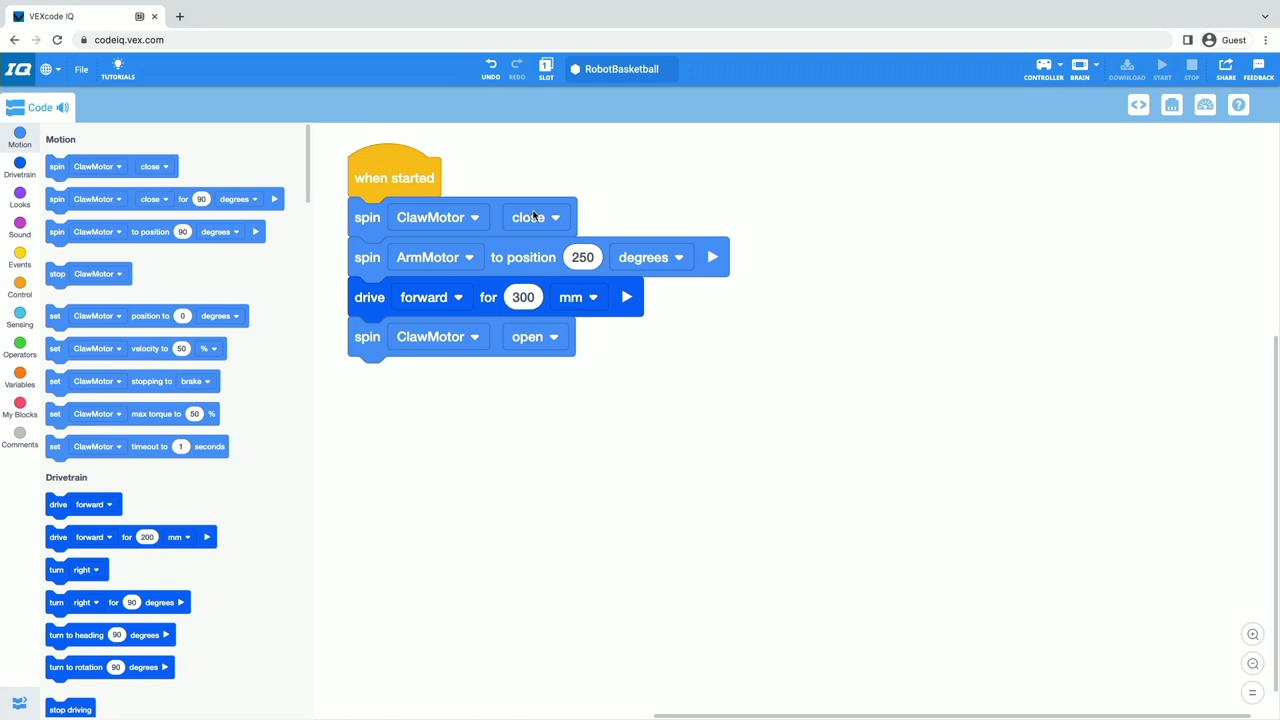 VEXcode IQ
codeiq.vex.com
Guest
IQ File TUTORIALS UNDO REDO 1 SLOT RobotBasketball CONTROLLER BRAIN DOWNLOAD START STOP SHARE FEEDBACK
Code
Motion
Drivetrain
Looks
Sound
Events
Control
Sensing
Operators
Variables
My Blocks
Comments
Motion
spin ClawMotor close
spin ClawMotor close for 90 degrees
spin ClawMotor to position 90 degrees
stop ClawMotor
set ClawMotor position to 0 degrees
set ClawMotor velocity to 50 %
set ClawMotor stopping to brake
set ClawMotor max torque to 50 %
set ClawMotor timeout to 1 seconds
Drivetrain
drive forward
drive forward for 200 mm
turn right
turn right for 90 degrees
turn to heading 90 degrees
turn to rotation 90 degrees
stop driving
when started
spin ClawMotor close
spin ArmMotor to position 250 degrees
drive forward for 300 mm
spin ClawMotor open